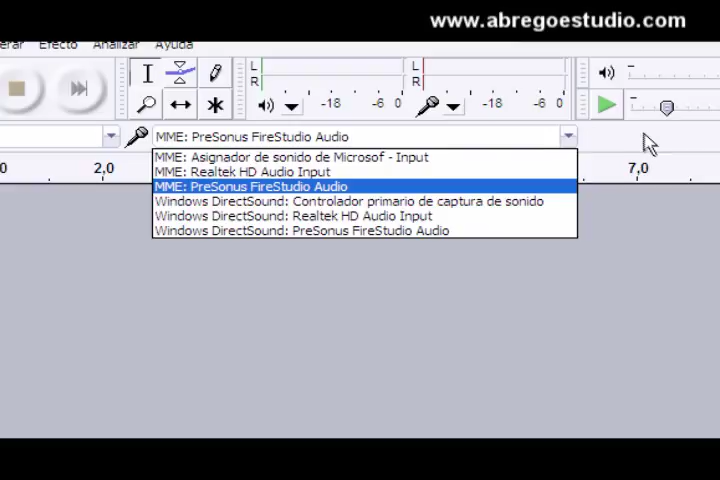 www.abregoestudio.com
erar Efecto Analizar Ayuda
L
R
-18 -6 0
L
R
-18 -6 0
MME: PreSonus FireStudio Audio
0 2,0 7,0
MME: Asignador de sonido de Microsof - Input
MME: Realtek HD Audio Input
MME: PreSonus FireStudio Audio
Windows DirectSound: Controlador primario de captura de sonido
Windows DirectSound: Realtek HD Audio Input
Windows DirectSound: PreSonus FireStudio Audio